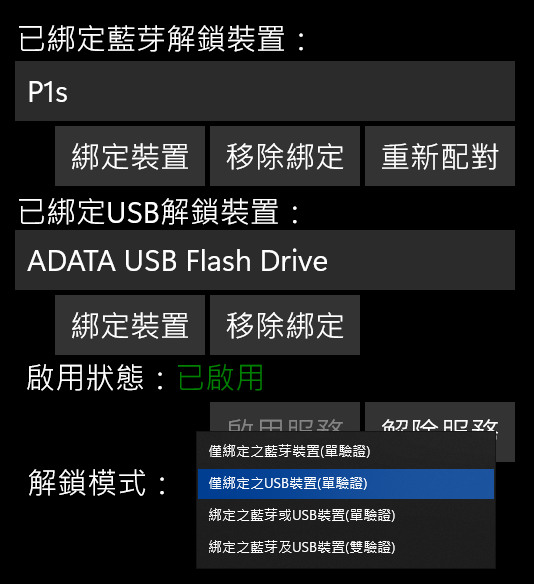 已綁定藍芽解鎖裝置：
P1s
綁定裝置 移除綁定 重新配對
已綁定USB解鎖裝置：
ADATA USB Flash Drive
綁定裝置 移除綁定
啟用狀態：已啟用
啟用服務 解除服務
解鎖模式：
僅綁定之藍芽裝置(單驗證)
僅綁定之USB裝置(單驗證)
綁定之藍芽或USB裝置(單驗證)
綁定之藍芽及USB裝置(雙驗證)